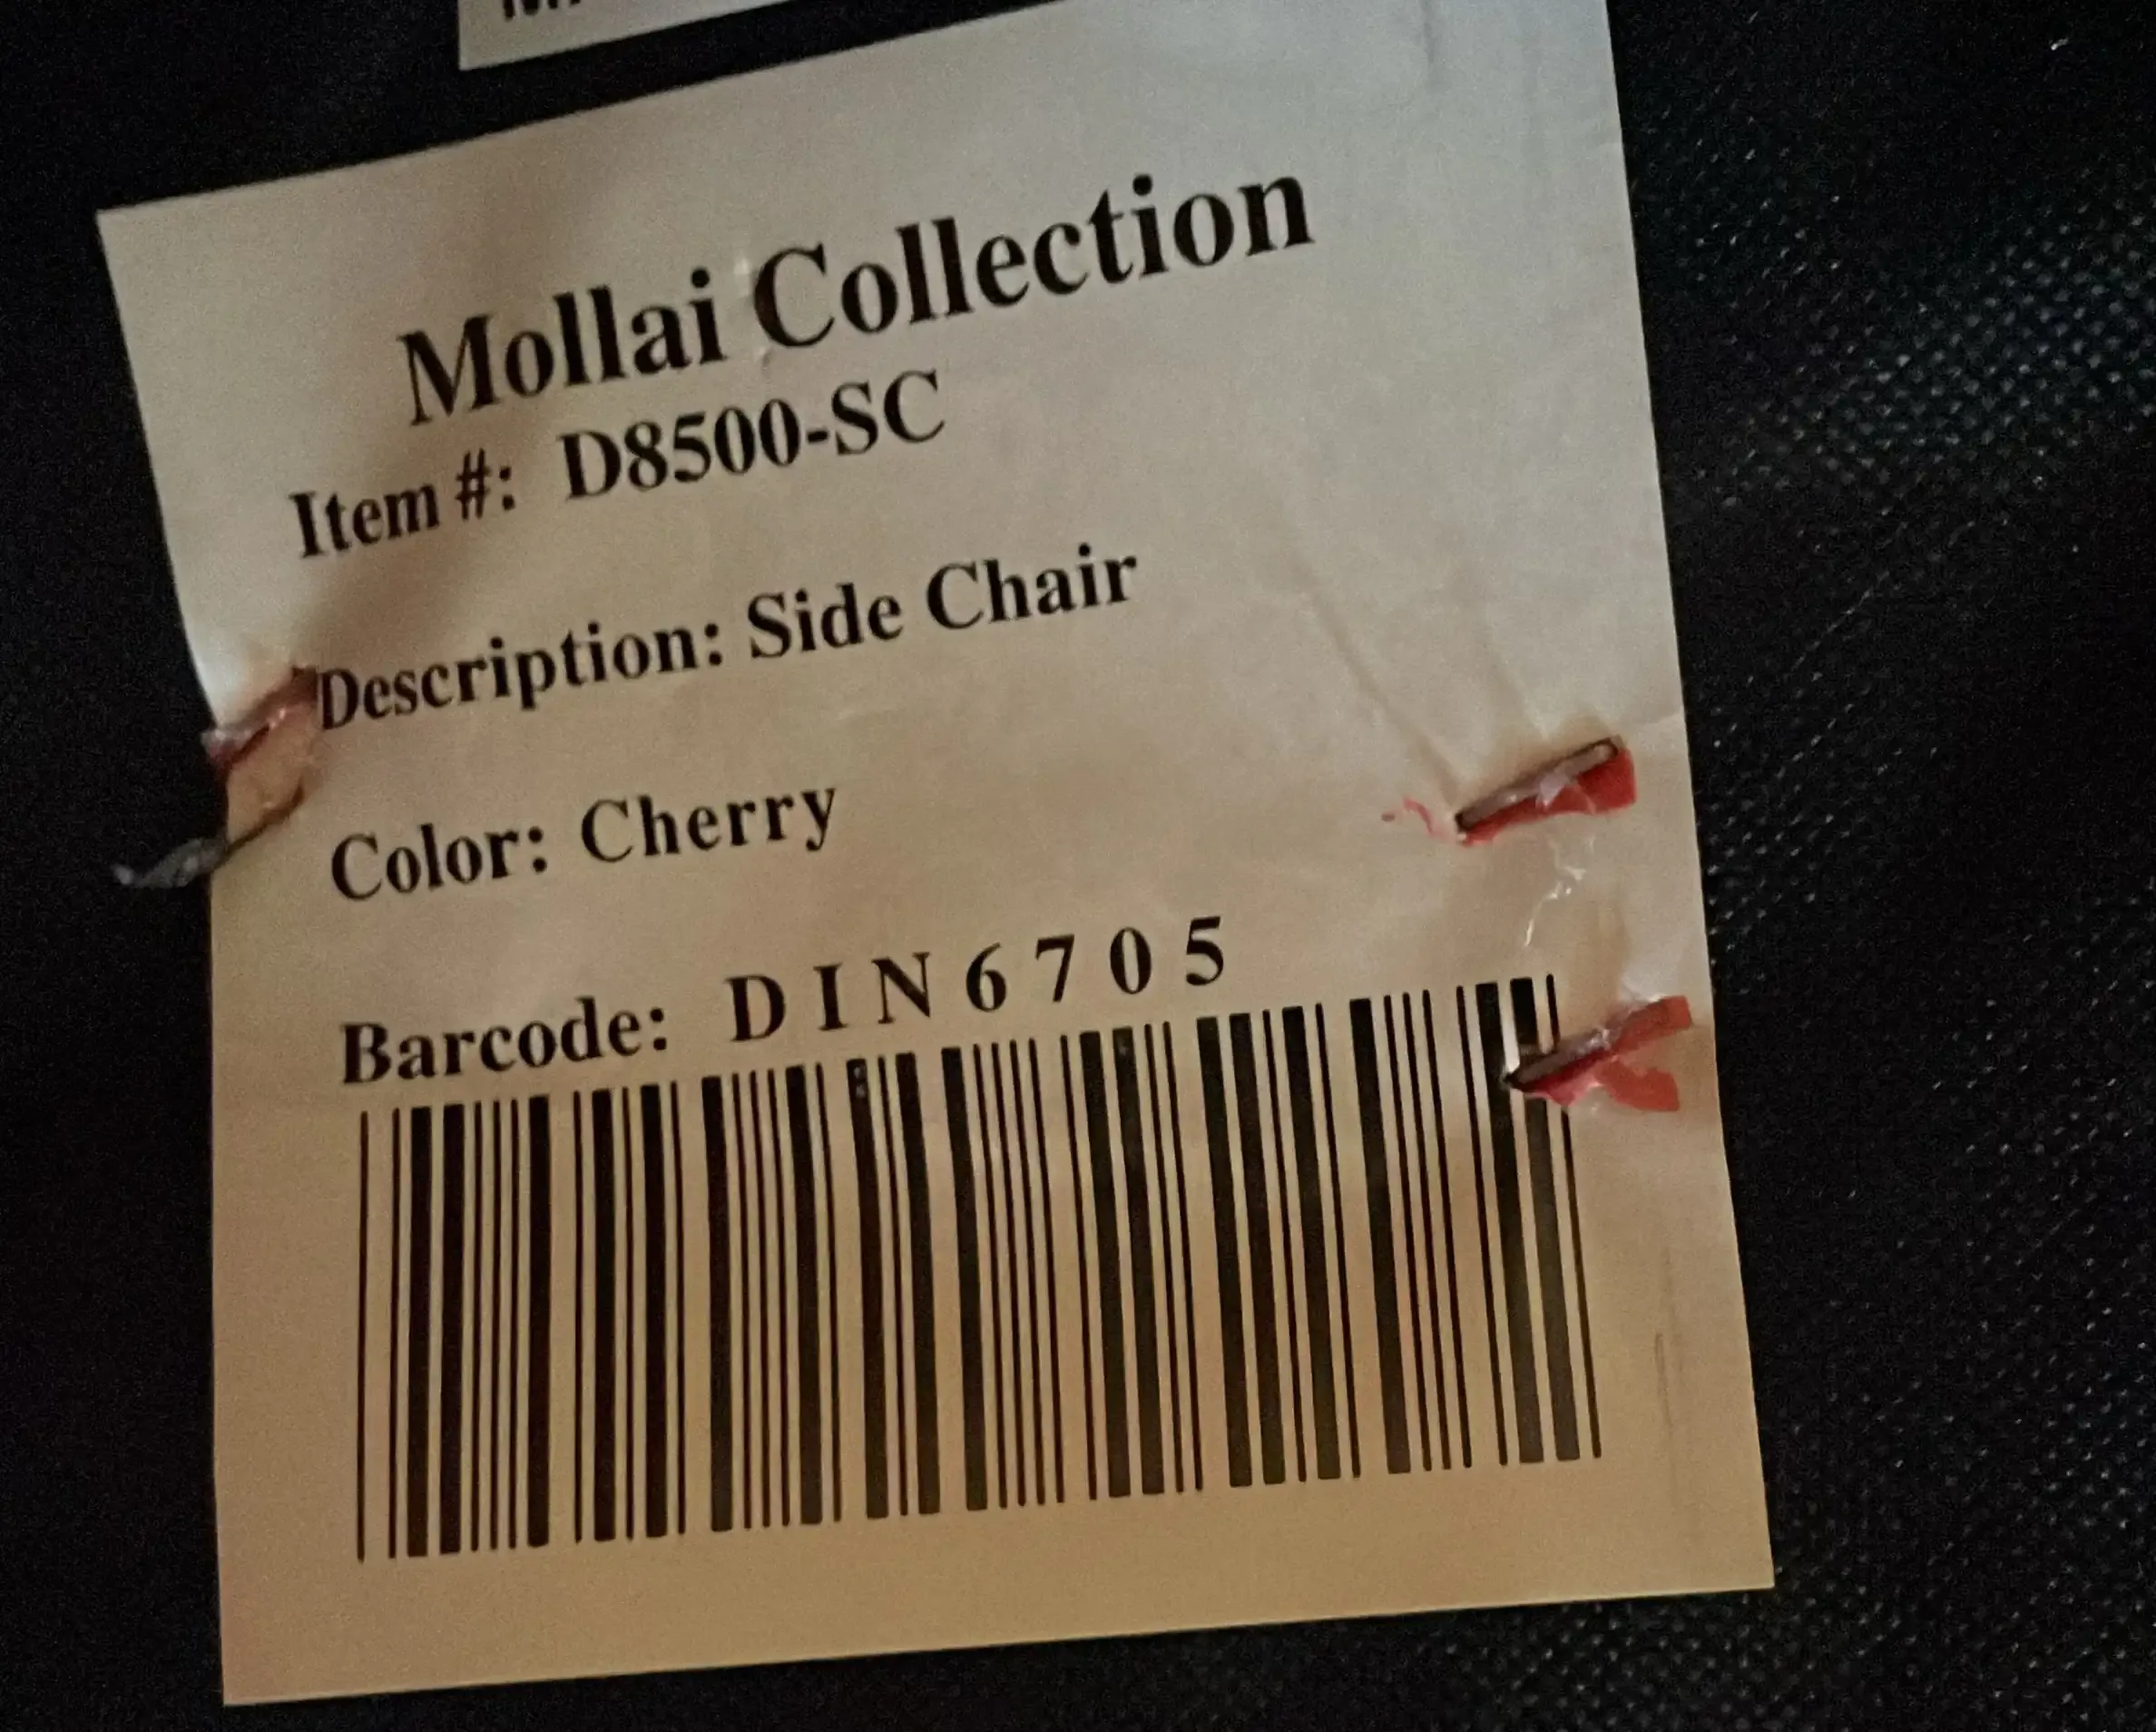 Mollai Collection
Item #: D8500-SC
Description: Side Chair
Color: Cherry
Barcode: DIN6705